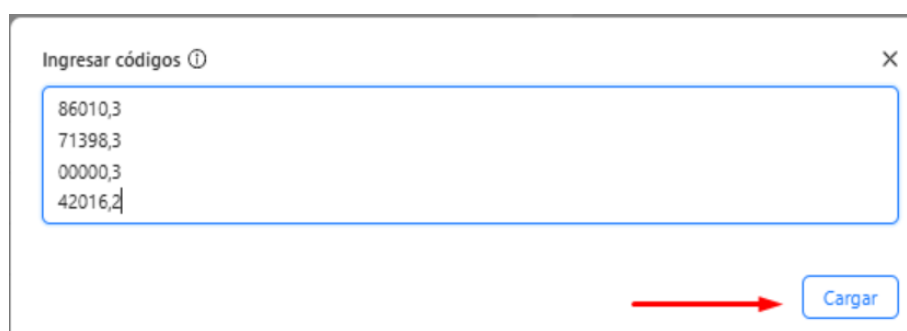 Ingresar códigos
86010,3
71398,3
00000,3
42016,2
Cargar